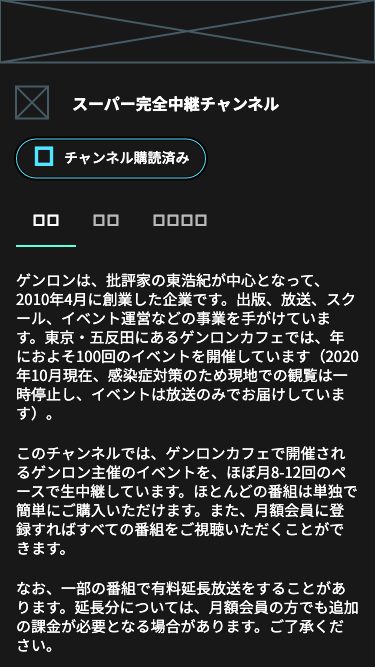 スーパー完全中継チャンネル
チャンネル購読済み
ゲンロンは、批評家の東浩紀が中心となって、
2010年4月に創業した企業です。出版、放送、スク
ール、イベント運営などの事業を手がけていま
す。東京・五反田にあるゲンロンカフェでは、年
におよそ100回のイベントを開催しています（2020
年10月現在、感染症対策のため現地での観覧は一
時停止し、イベントは放送のみでお届けしていま
す）。
このチャンネルでは、ゲンロンカフェで開催され
るゲンロン主催のイベントを、ほぼ月8-12回のペ
ースで生中継しています。ほとんどの番組は単独で
簡単にご購入いただけます。また、月額会員に登
録すればすべての番組をご視聴いただくことがで
きます。
なお、一部の番組で有料延長放送をすることがあ
ります。延長分については、月額会員の方でも追加
の課金が必要となる場合があります。ご了承くだ
さい。